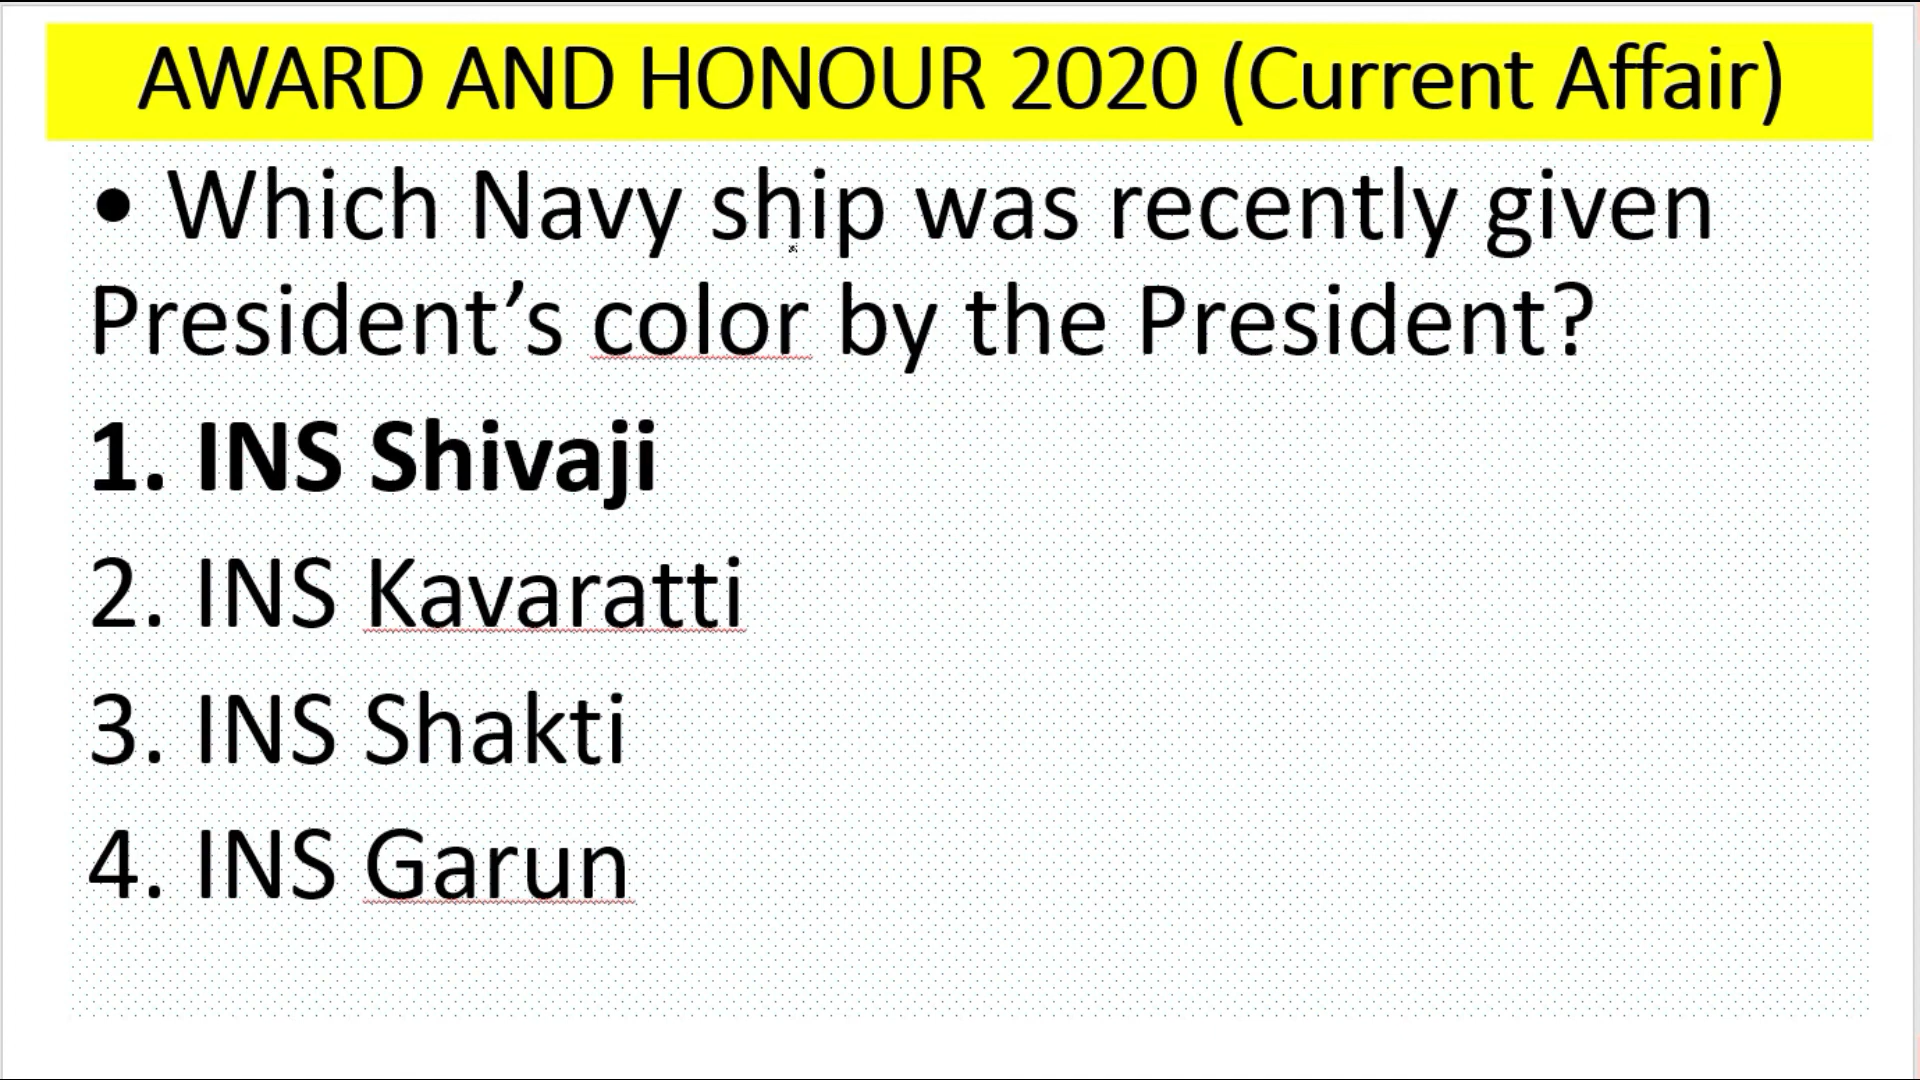 AWARD AND HONOUR 2020 (Current Affair)
• Which Navy ship was recently given
President’s color by the President?
1. INS Shivaji
2. INS Kavaratti
3. INS Shakti
4. INS Garun